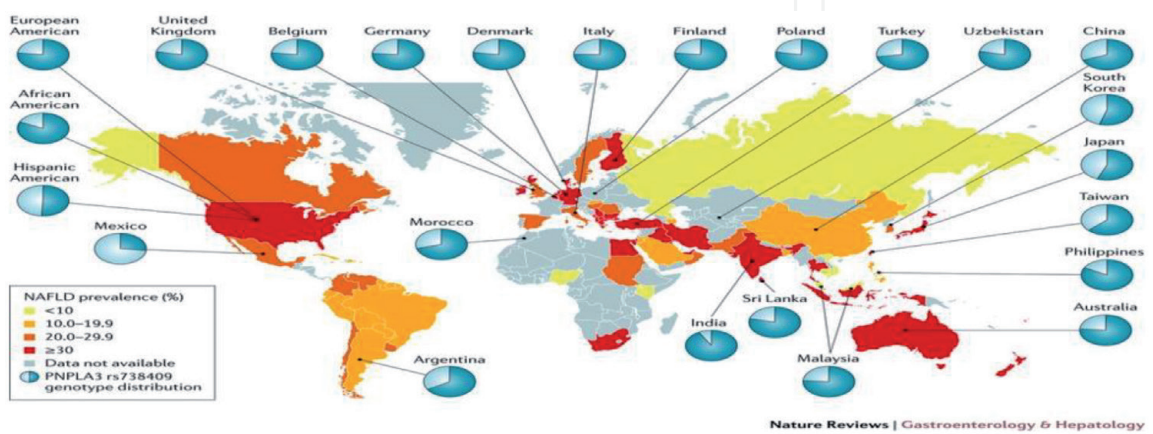 European
American
United
Kingdom
Belgium
Germany
Denmark
Italy
Finland
Poland
Turkey
Uzbekistan
China
South
Korea
African
American
Japan
Hispanic
American
Taiwan
Mexico
Morocco
Philippines
NAFLD prevalence (%)
<10
10.0–19.9
20.0–29.9
≥30
Data not available
PNPLA3 rs738409
genotype distribution
Sri Lanka
India
Australia
Argentina
Malaysia
Nature Reviews | Gastroenterology & Hepatology